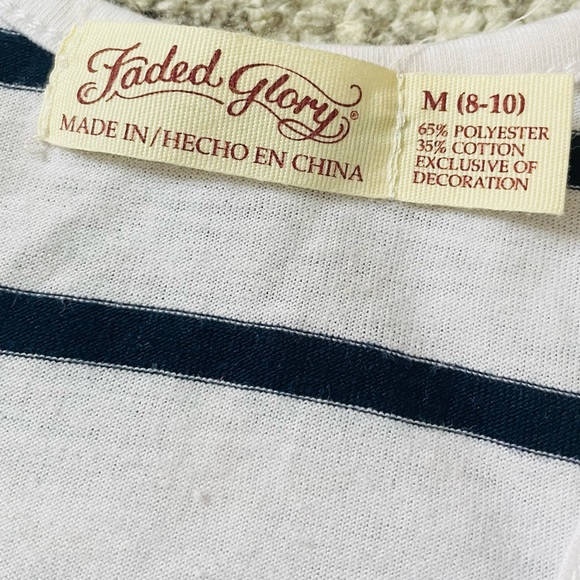 Faded Glory®
MADE IN/HECHO EN CHINA
M (8-10)
65% POLYESTER
35% COTTON
EXCLUSIVE OF
DECORATION